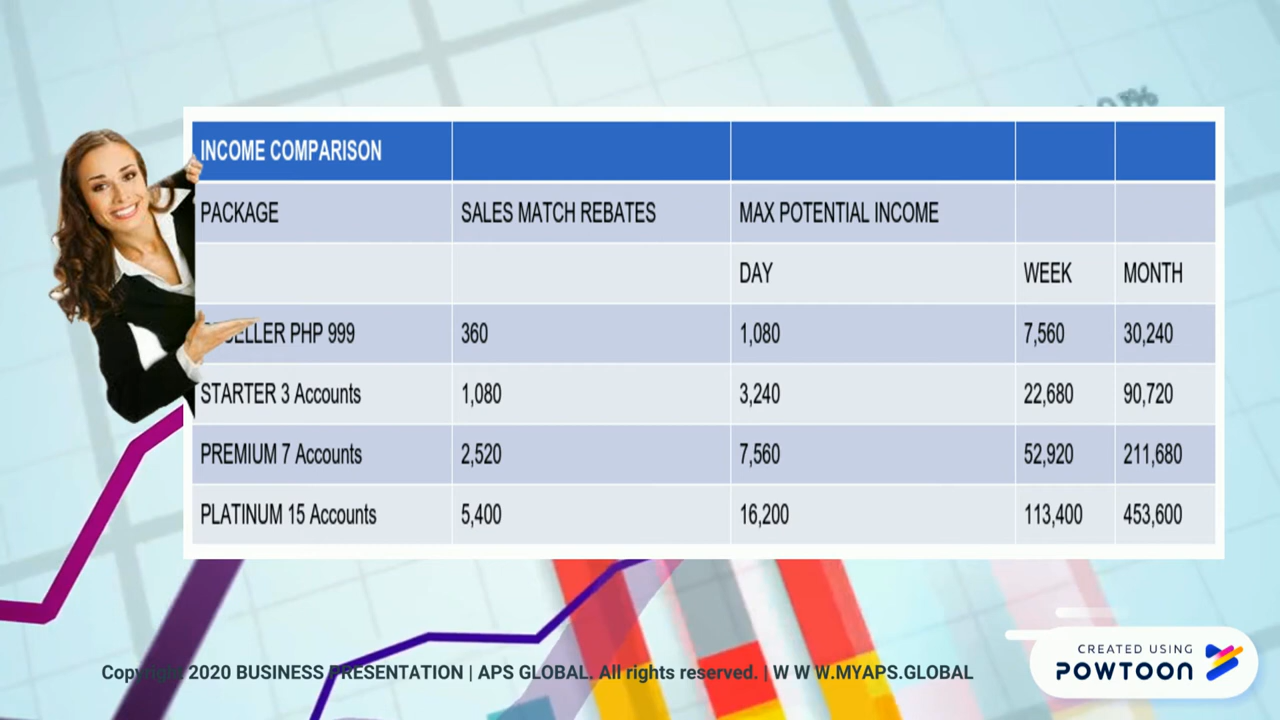 INCOME COMPARISON
PACKAGE SALES MATCH REBATES MAX POTENTIAL INCOME
DAY WEEK MONTH
PHP 999 360 1,080 7,560 30,240
STARTER 3 Accounts 1,080 3,240 22,680 90,720
PREMIUM 7 Accounts 2,520 7,560 52,920 211,680
PLATINUM 15 Accounts 5,400 16,200 113,400 453,600
Copyright 2020 BUSINESS PRESENTATION | APS GLOBAL. All rights reserved. | W W W.MYAPS.GLOBAL
CREATED USING
POWTOON